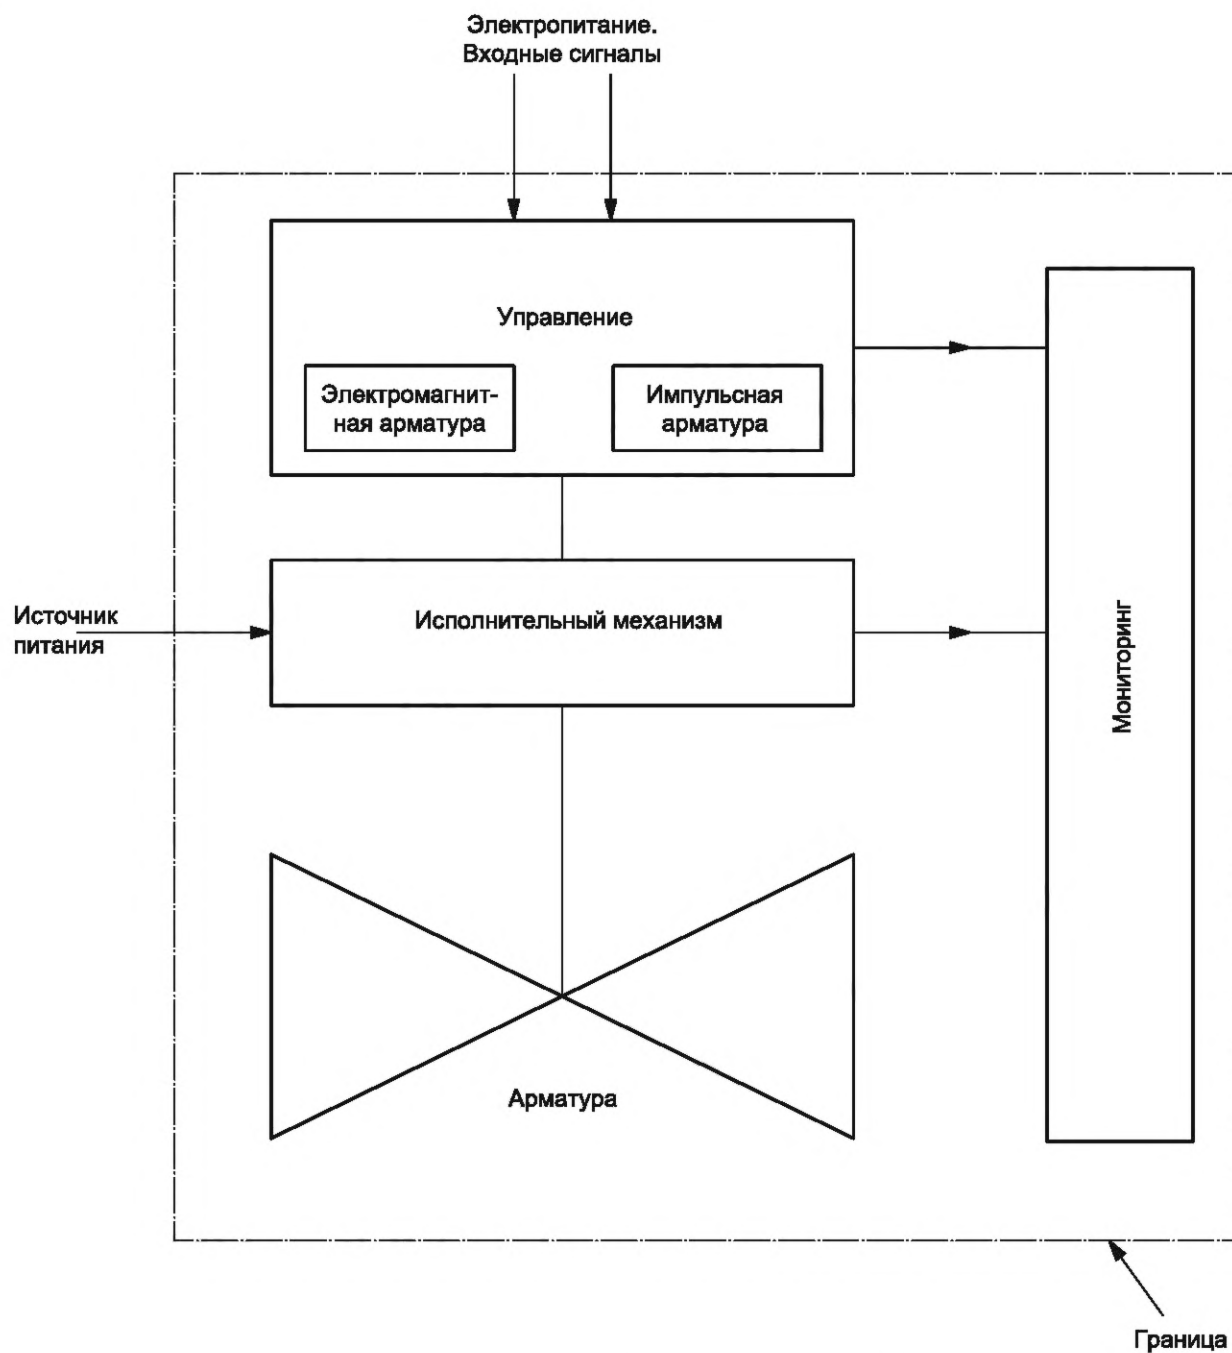 Электропитание.
Входные сигналы
Управление
Электромагнит-
ная арматура
Импульсная
арматура
Источник
питания
Исполнительный механизм
Мониторинг
Арматура
Граница